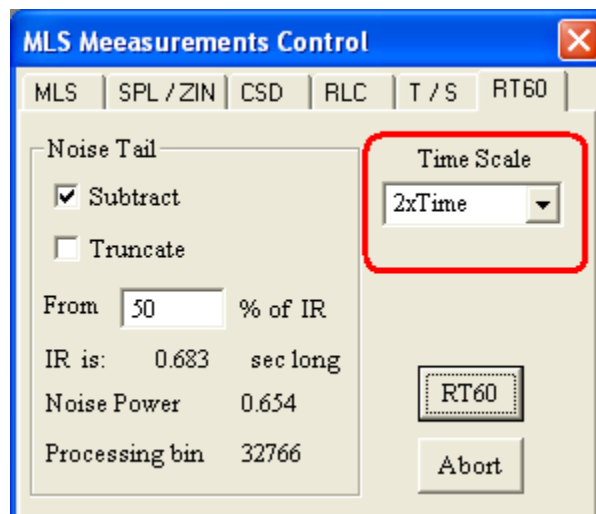 MLS Meeasurements Control
MLS SPL / ZIN CSD RLC T / S RT60
Noise Tail
Subtract
Truncate
From 50 % of IR
IR is: 0.683 sec long
Noise Power 0.654
Processing bin 32766
Time Scale
2xTime
RT60
Abort